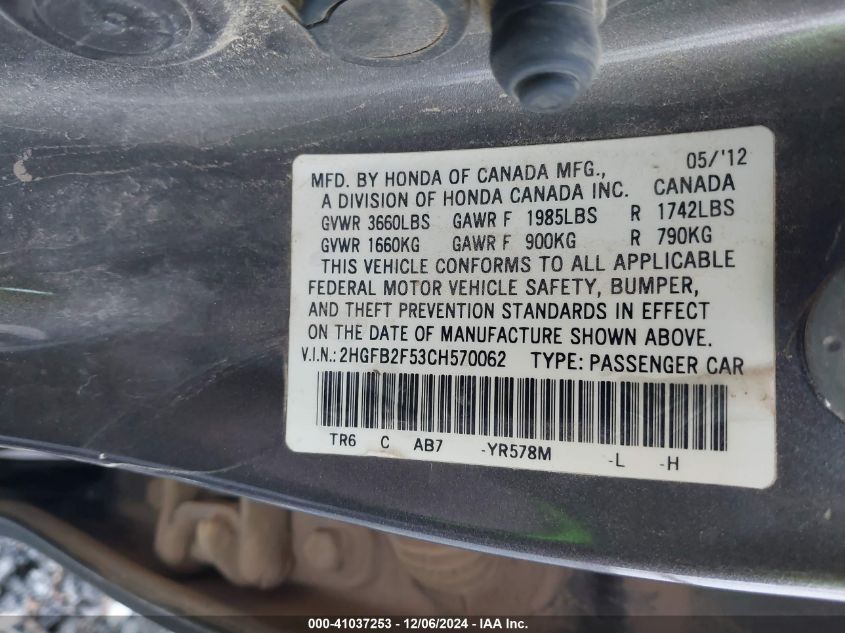 05/'12
MFD. BY HONDA OF CANADA MFG.,
A DIVISION OF HONDA CANADA INC. CANADA
GVWR 3660LBS GAWR F 1985LBS R 1742LBS
GVWR 1660KG GAWR F 900KG R 790KG
THIS VEHICLE CONFORMS TO ALL APPLICABLE
FEDERAL MOTOR VEHICLE SAFETY, BUMPER,
AND THEFT PREVENTION STANDARDS IN EFFECT
ON THE DATE OF MANUFACTURE SHOWN ABOVE.
V.I.N.: 2HGFB2F53CH570062 TYPE: PASSENGER CAR
TR6 C AB7 -YR578M -L -H
000-41037253 - 12/06/2024 - IAA Inc.